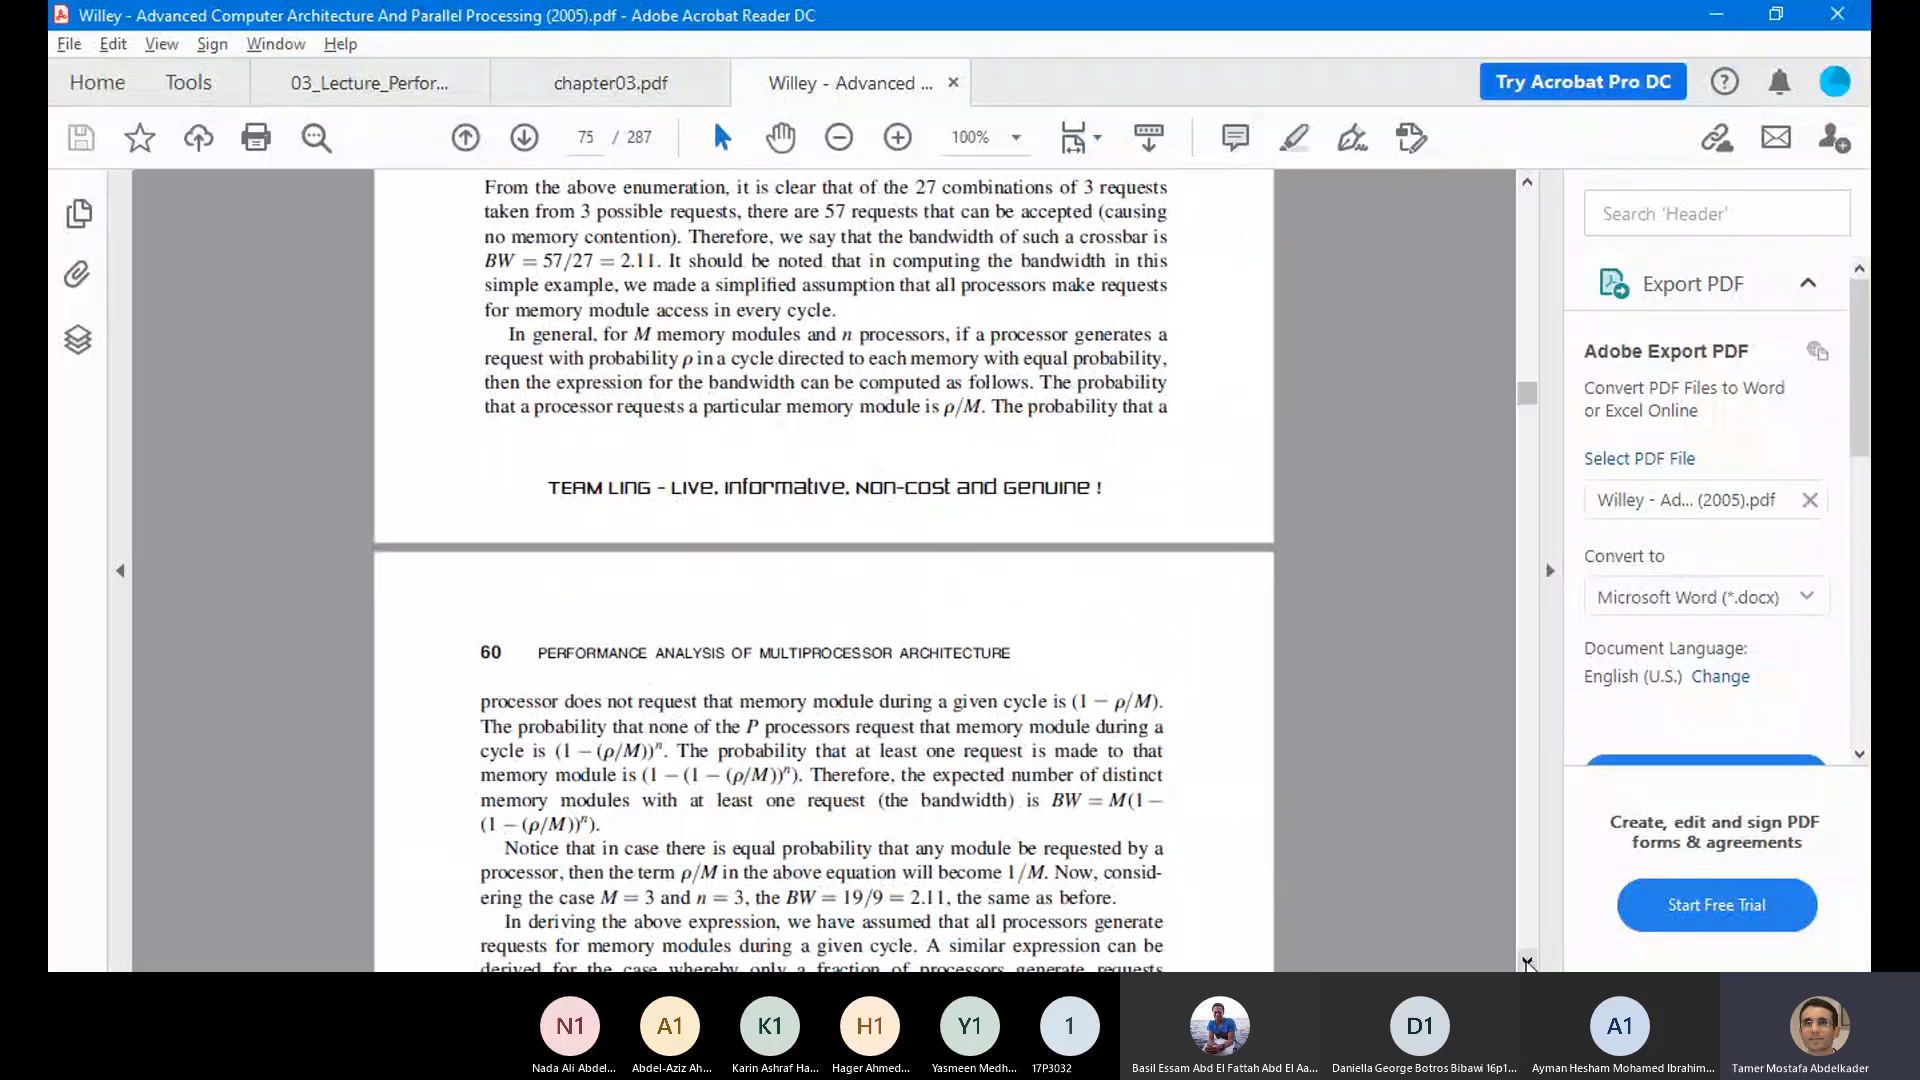 Willey - Advanced Computer Architecture And Parallel Processing (2005).pdf - Adobe Acrobat Reader DC
File Edit View Sign Window Help
Home Tools 03_Lecture_Perfor... chapter03.pdf Willey - Advanced ... ×
Try Acrobat Pro DC
75 / 287 100%
From the above enumeration, it is clear that of the 27 combinations of 3 requests
taken from 3 possible requests, there are 57 requests that can be accepted (causing
no memory contention). Therefore, we say that the bandwidth of such a crossbar is
BW = 57/27 = 2.11. It should be noted that in computing the bandwidth in this
simple example, we made a simplified assumption that all processors make requests
for memory module access in every cycle.
In general, for M memory modules and n processors, if a processor generates a
request with probability ρ in a cycle directed to each memory with equal probability,
then the expression for the bandwidth can be computed as follows. The probability
that a processor requests a particular memory module is ρ/M. The probability that a
TEAM LING - Live, Informative, Non-cost and Genuine !
60 PERFORMANCE ANALYSIS OF MULTIPROCESSOR ARCHITECTURE
processor does not request that memory module during a given cycle is (1 − ρ/M).
The probability that none of the P processors request that memory module during a
cycle is (1 − (ρ/M))ⁿ. The probability that at least one request is made to that
memory module is (1 − (1 − (ρ/M))ⁿ). Therefore, the expected number of distinct
memory modules with at least one request (the bandwidth) is BW = M(1 −
(1 − (ρ/M))ⁿ).
Notice that in case there is equal probability that any module be requested by a
processor, then the term ρ/M in the above equation will become 1/M. Now, consid-
ering the case M = 3 and n = 3, the BW = 19/9 = 2.11, the same as before.
In deriving the above expression, we have assumed that all processors generate
requests for memory modules during a given cycle. A similar expression can be
derived for the case whereby only a fraction of processors generate requests
Search 'Header'
Export PDF
Adobe Export PDF
Convert PDF Files to Word
or Excel Online
Select PDF File
Willey - Ad... (2005).pdf
Convert to
Microsoft Word (*.docx)
Document Language:
English (U.S.) Change
Create, edit and sign PDF
forms & agreements
Start Free Trial
N1 A1 K1 H1 Y1 1 D1 A1
Nada Ali Abdel... Abdel-Aziz Ah... Karin Ashraf Ha... Hager Ahmed... Yasmeen Medh... 17P3032 Basil Essam Abd El Fattah Abd El Aa... Daniella George Botros Bibawi 16p1... Ayman Hesham Mohamed Ibrahim... Tamer Mostafa Abdelkader